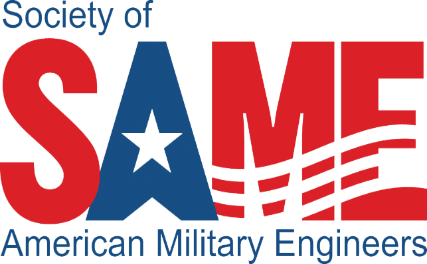 Society of
SAME
American Military Engineers